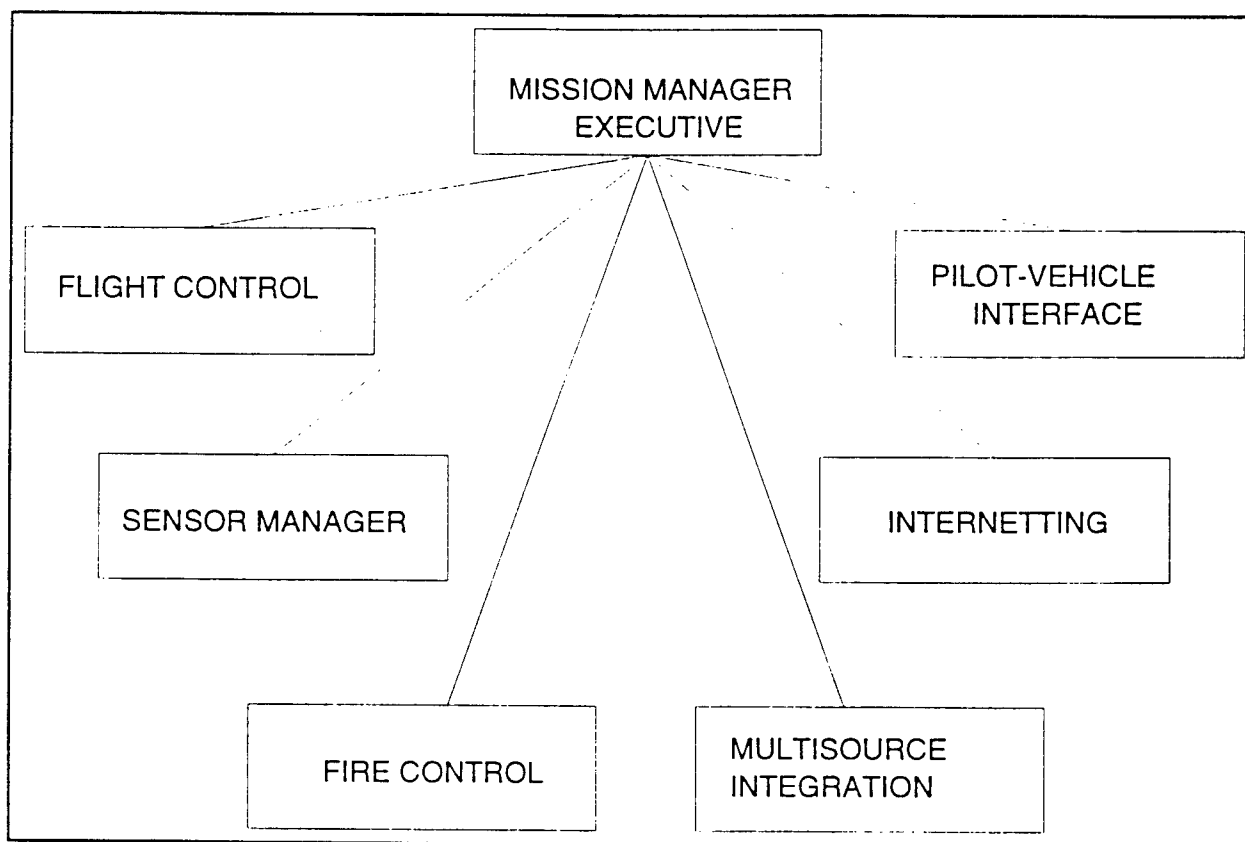 MISSION MANAGER
EXECUTIVE
FLIGHT CONTROL
PILOT-VEHICLE
INTERFACE
SENSOR MANAGER
INTERNETTING
FIRE CONTROL
MULTISOURCE
INTEGRATION